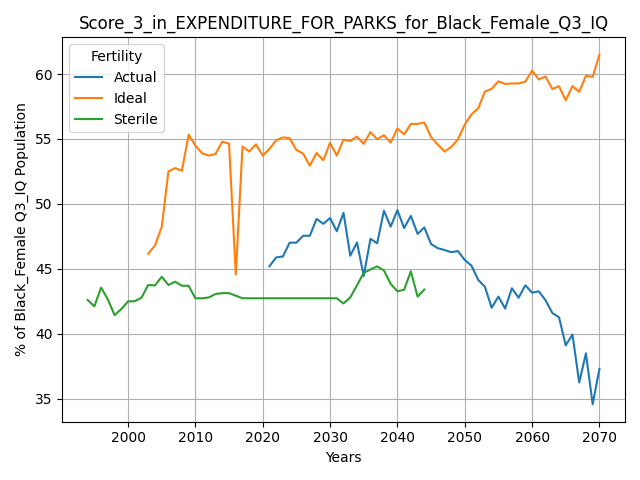 Score_3_in_EXPENDITURE_FOR_PARKS_for_Black_Female_Q3_IQ
Fertility
Actual
Ideal
Sterile
% of Black_Female Q3_IQ Population
60
55
50
45
40
35
2000
2010
2020
2030
2040
2050
2060
2070
Years